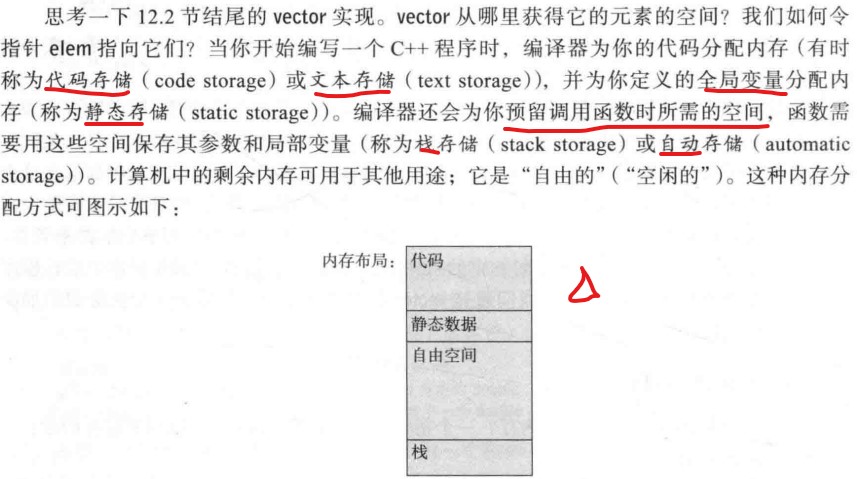 思考一下 12.2 节结尾的 vector 实现。vector 从哪里获得它的元素的空间？我们如何令
指针 elem 指向它们？当你开始编写一个 C++ 程序时，编译器为你的代码分配内存（有时
称为代码存储（code storage）或文本存储（text storage）），并为你定义的全局变量分配内
存（称为静态存储（static storage））。编译器还会为你预留调用函数时所需的空间，函数需
要用这些空间保存其参数和局部变量（称为栈存储（stack storage）或自动存储（automatic
storage））。计算机中的剩余内存可用于其他用途；它是“自由的”（“空闲的”）。这种内存分
配方式可图示如下：
内存布局：代码
静态数据
自由空间
栈